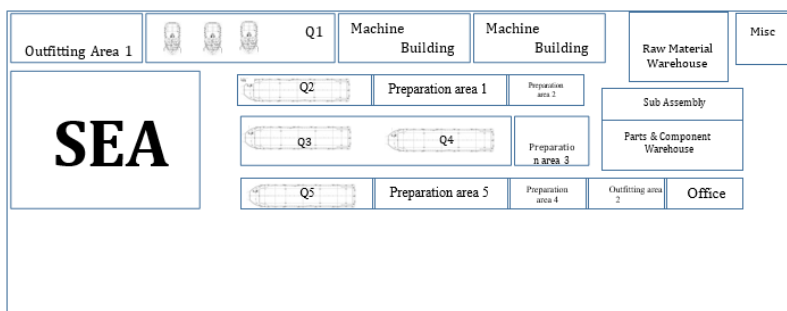 Outfitting Area 1
Q1
Machine
Building
Machine
Building
Raw Material
Warehouse
Misc
SEA
Q2
Preparation area 1
Preparation
area 2
Sub Assembly
Q3
Q4
Preparatio
n area 3
Parts & Component
Warehouse
Q5
Preparation area 5
Preparation
area 4
Outfitting area
2
Office